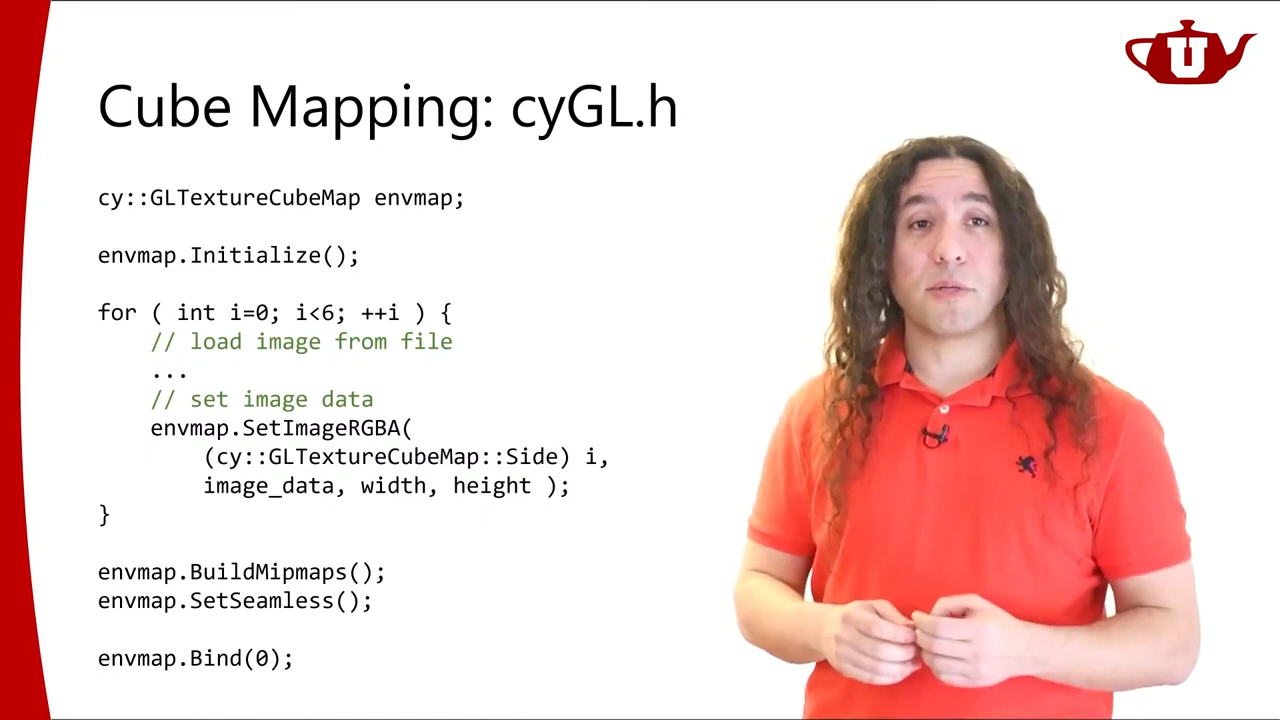 U
Cube Mapping: cyGL.h
cy::GLTextureCubeMap envmap;
envmap.Initialize();
for ( int i=0; i<6; ++i ) {
// load image from file
...
// set image data
envmap.SetImageRGBA(
(cy::GLTextureCubeMap::Side) i,
image_data, width, height );
}
envmap.BuildMipmaps();
envmap.SetSeamless();
envmap.Bind(0);